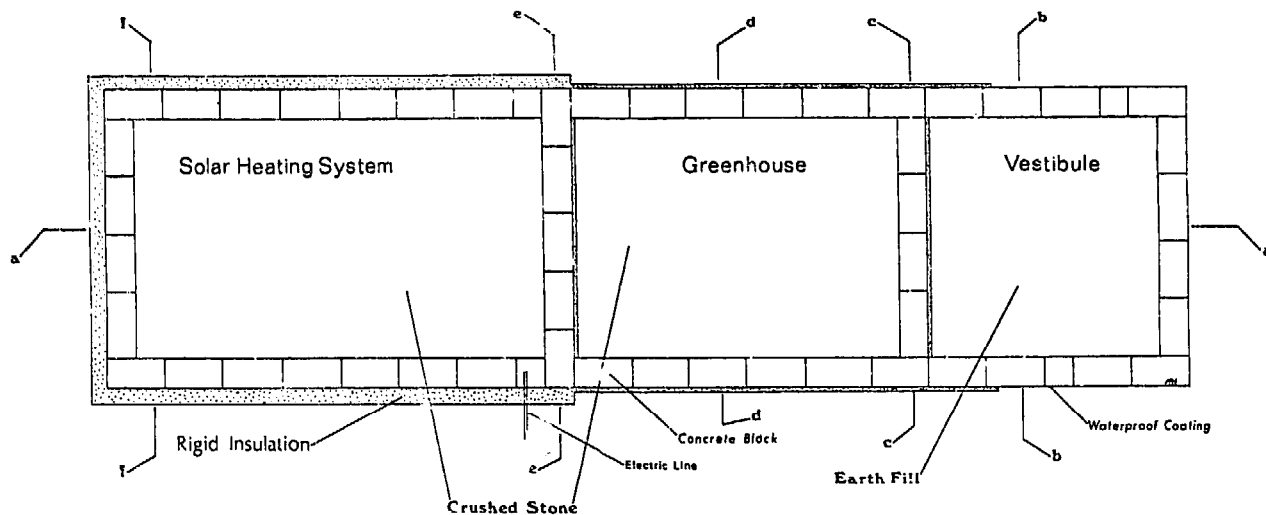 f
e
d
c
b
Solar Heating System
Greenhouse
Vestibule
a
a
Rigid Insulation
Electric Line
Concrete Block
Waterproof Coating
f
e
d
c
b
Earth Fill
Crushed Stone